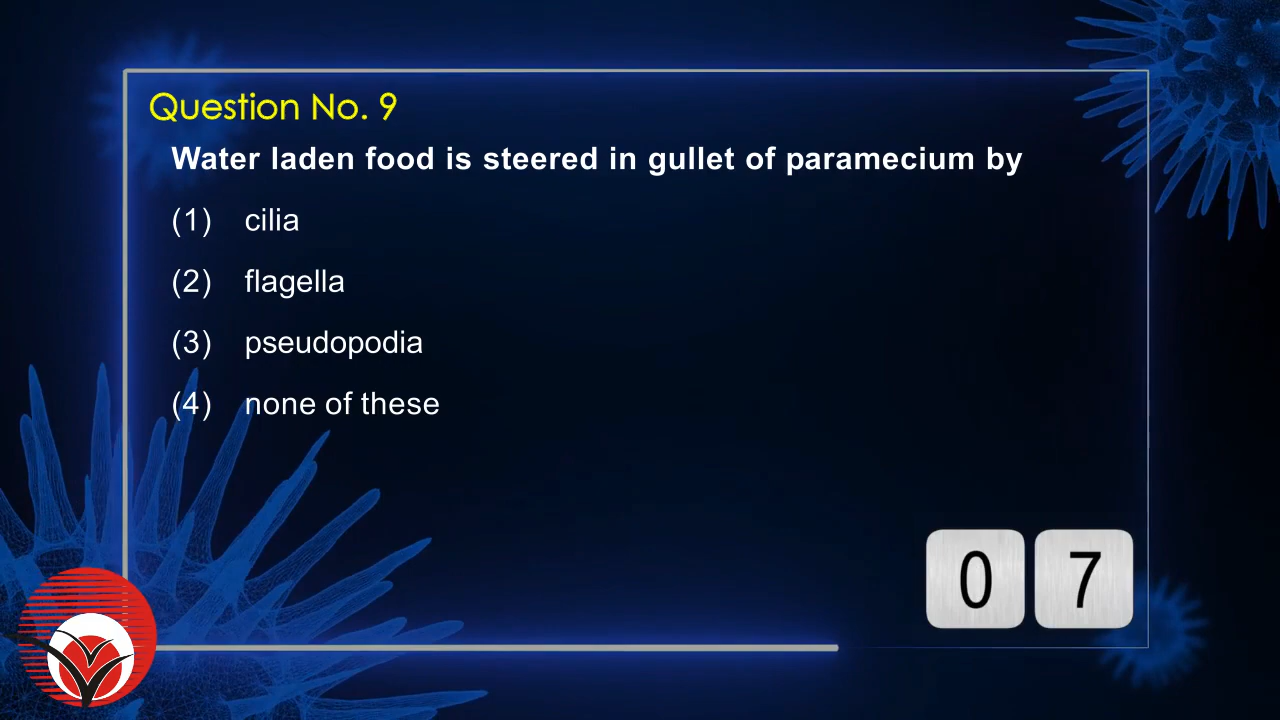 Question No. 9
Water laden food is steered in gullet of paramecium by
(1) cilia
(2) flagella
(3) pseudopodia
(4) none of these
0 7